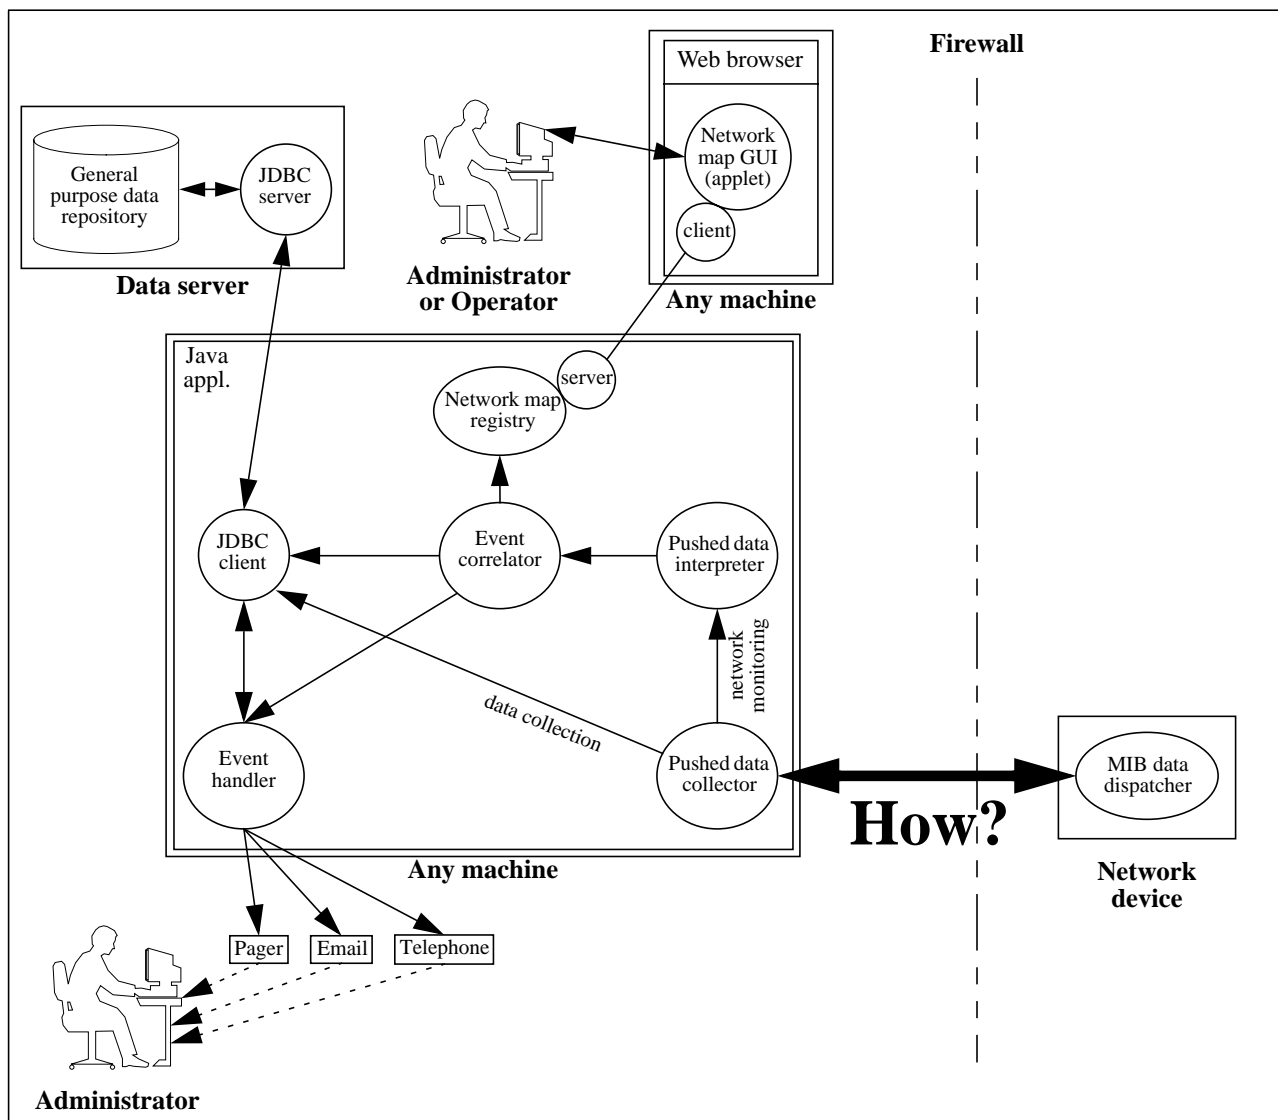 Firewall
Web browser
Network
map GUI
(applet)
client
General
purpose data
repository
JDBC
server
Data server
Administrator
or Operator
Any machine
Java
appl.
server
Network map
registry
JDBC
client
Event
correlator
Pushed data
interpreter
network
monitoring
data collection
Event
handler
Pushed data
collector
How?
MIB data
dispatcher
Network
device
Any machine
Pager
Email
Telephone
Administrator